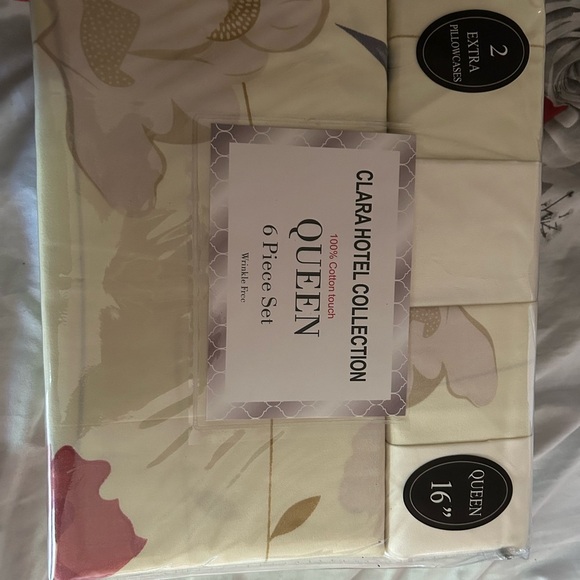 2
EXTRA
PILLOWCASES
CLARA HOTEL COLLECTION
100% Cotton touch
QUEEN
6 Piece Set
Wrinkle Free
QUEEN
16”